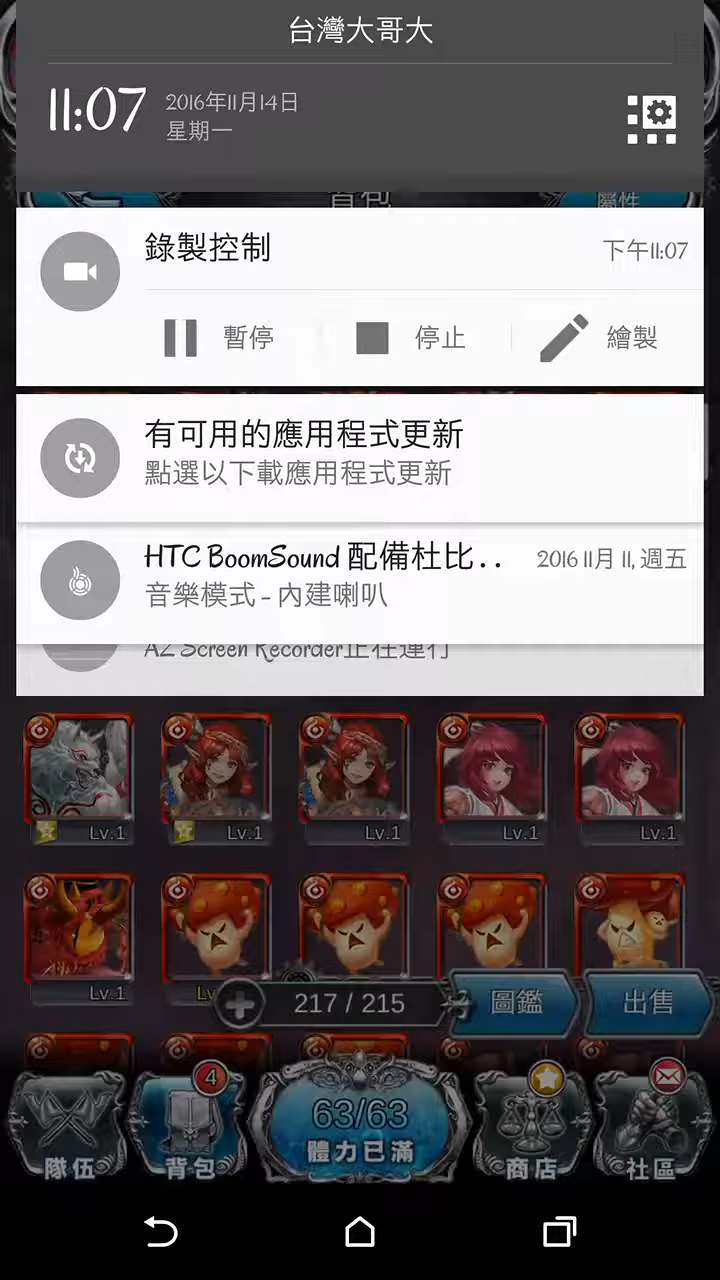 台灣大哥大
11:07
2016年11月14日
星期一
背包
屬性
錄製控制
下午11:07
暫停
停止
繪製
有可用的應用程式更新
點選以下載應用程式更新
HTC BoomSound 配備杜比..
2016 11月 11, 週五
音樂模式 - 內建喇叭
AZ Screen Recorder正在運行
Lv.1
Lv.1
Lv.1
Lv.1
Lv.1
Lv.1
Lv
217 / 215
圖鑑
出售
4
63/63
體力已滿
隊伍
背包
商店
社區